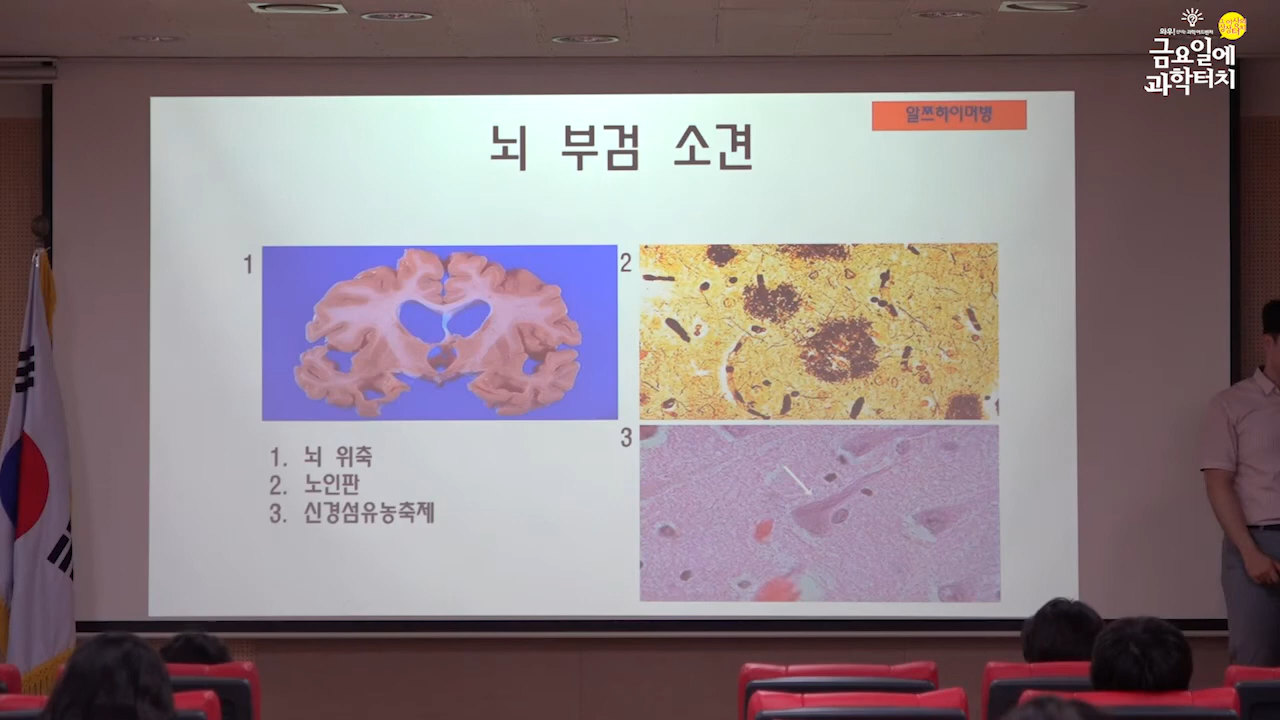 금요일에
과학터치
알쯔하이머병
뇌 부검 소견
1
2
3
1. 뇌 위축
2. 노인판
3. 신경섬유농축제